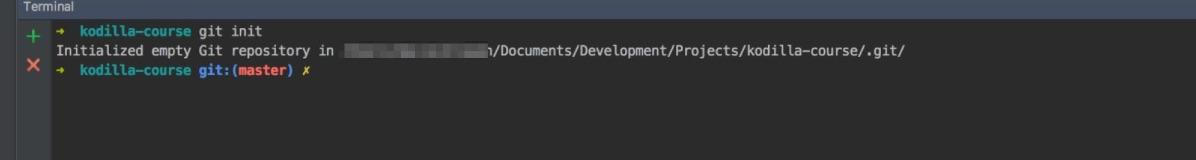 Terminal
➜ kodilla-course git init
Initialized empty Git repository in /Documents/Development/Projects/kodilla-course/.git/
➜ kodilla-course git:(master) ✗